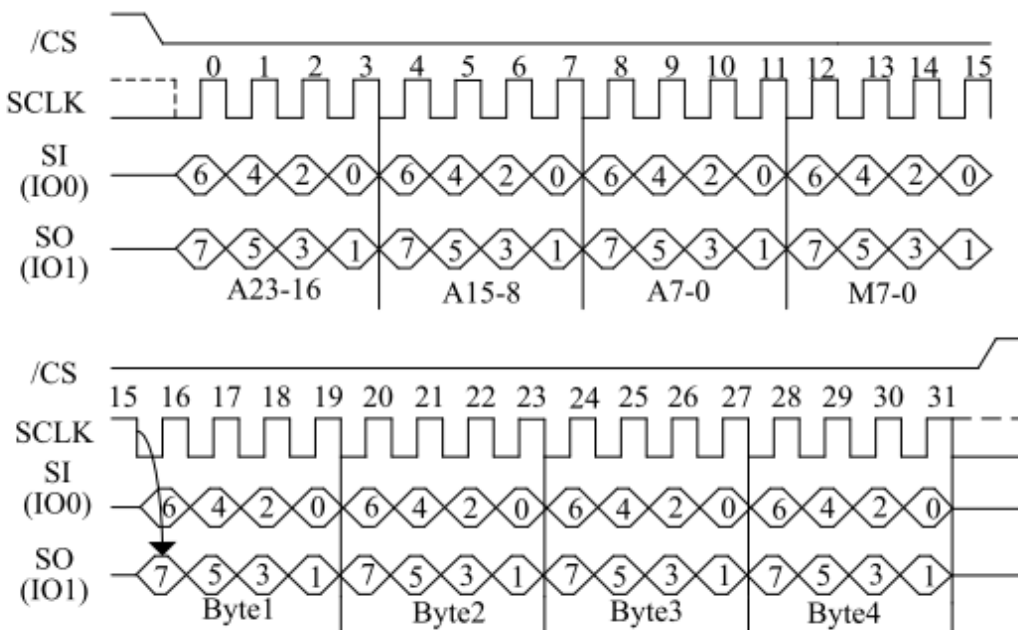 /CS
0 1 2 3 4 5 6 7 8 9 10 11 12 13 14 15
SCLK
SI
(IO0)
6 4 2 0 6 4 2 0 6 4 2 0 6 4 2 0
SO
(IO1)
7 5 3 1 7 5 3 1 7 5 3 1 7 5 3 1
A23-16 A15-8 A7-0 M7-0
/CS
15 16 17 18 19 20 21 22 23 24 25 26 27 28 29 30 31
SCLK
SI
(IO0)
6 4 2 0 6 4 2 0 6 4 2 0 6 4 2 0
SO
(IO1)
7 5 3 1 7 5 3 1 7 5 3 1 7 5 3 1
Byte1 Byte2 Byte3 Byte4